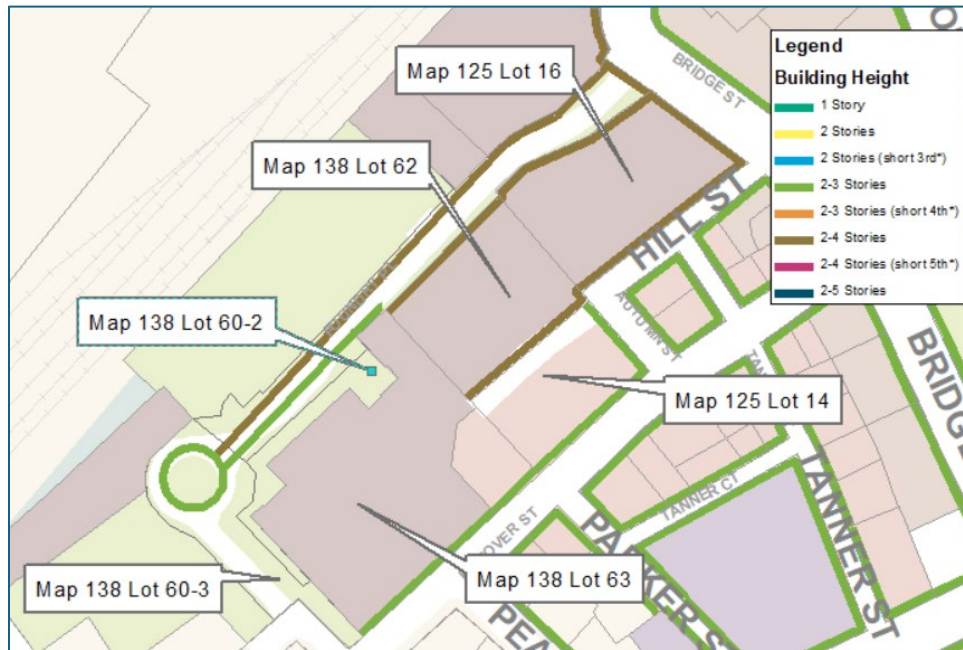 Legend
Building Height
1 Story
2 Stories
2 Stories (short 3rd*)
2-3 Stories
2-3 Stories (short 4th*)
2-4 Stories
2-4 Stories (short 5th*)
2-5 Stories
Map 125 Lot 16
BRIDGE ST
Map 138 Lot 62
HILL ST
AUTUMN ST
Map 138 Lot 60-2
Map 125 Lot 14
BRIDGE
TANNER CT
TANNER ST
PARKER S
Map 138 Lot 60-3
Map 138 Lot 63
OVER ST
PEA